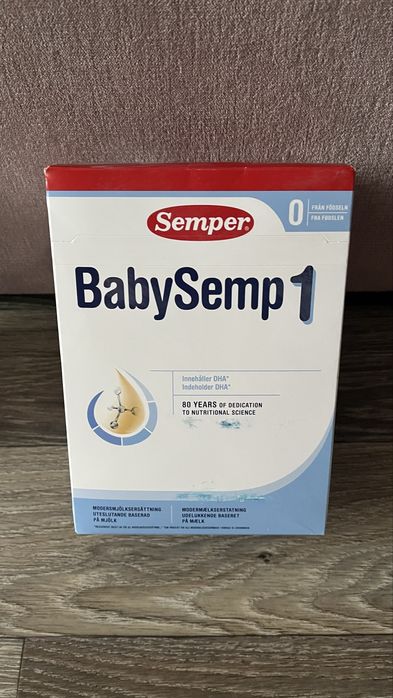 Semper®
0
FRÅN FÖDSELN
FRA FØDSLEN
BabySemp 1
Innehåller DHA*
Indeholder DHA*
80 YEARS OF DEDICATION
TO NUTRITIONAL SCIENCE
MODERSMJÖLKSERSÄTTNING
UTESLUTANDE BASERAD
PÅ MJÖLK
MODERMÆLKSERSTATNING
UDELUKKENDE BASERET
PÅ MÆLK